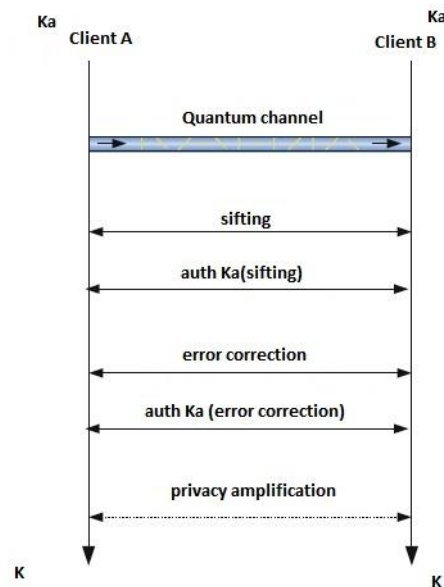 Ka
Ka
Client A
Client B
Quantum channel
sifting
auth Ka(sifting)
error correction
auth Ka (error correction)
privacy amplification
K
K